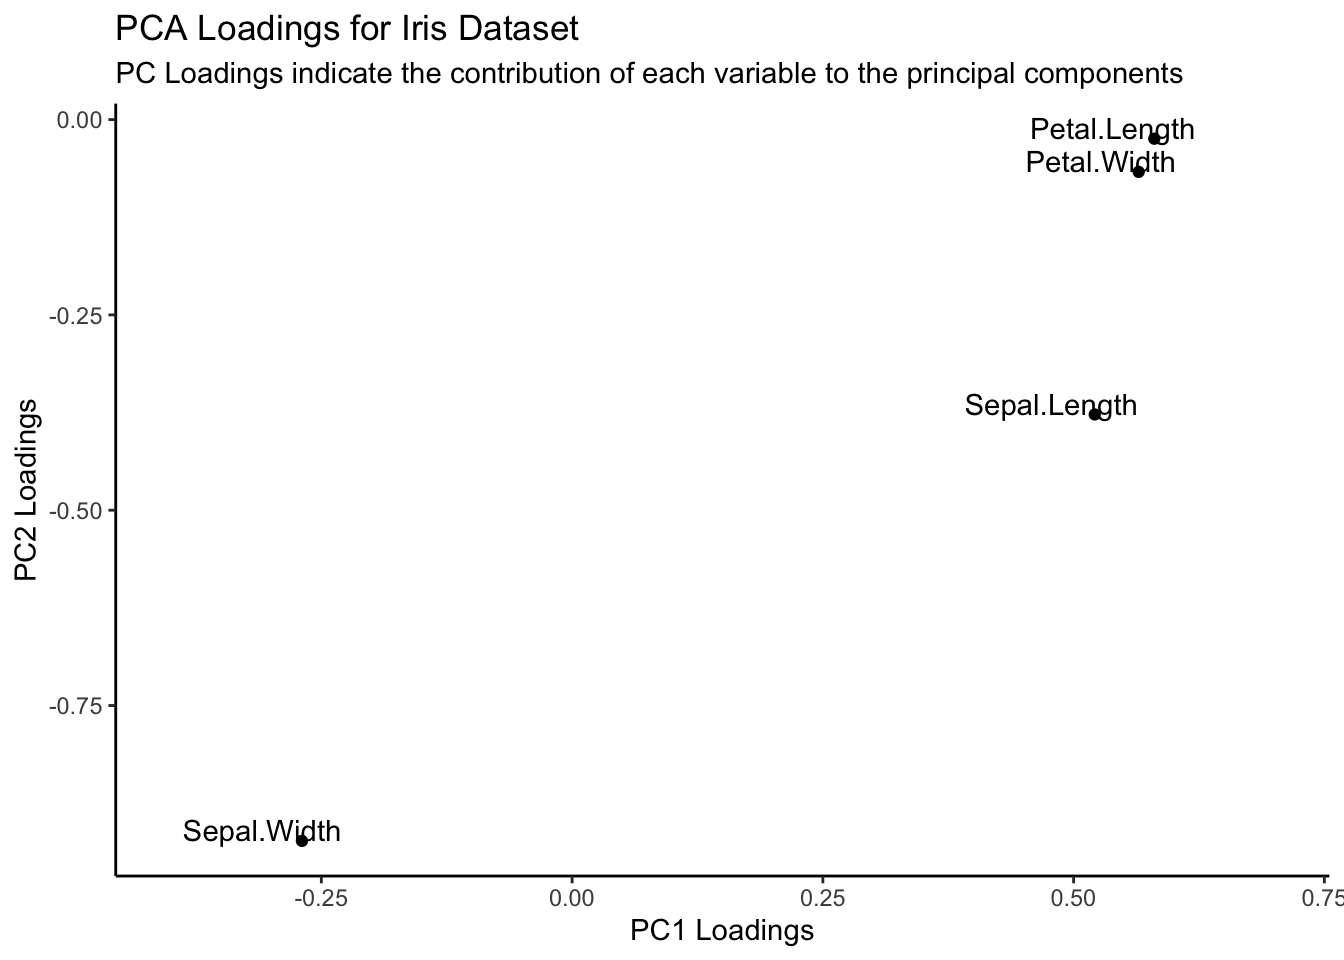 PCA Loadings for Iris Dataset
PC Loadings indicate the contribution of each variable to the principal components
0.00
Petal.Length
Petal.Width
-0.25
Sepal.Length
PC2 Loadings
-0.50
-0.75
Sepal.Width
-0.25
0.00
0.25
0.50
0.75
PC1 Loadings